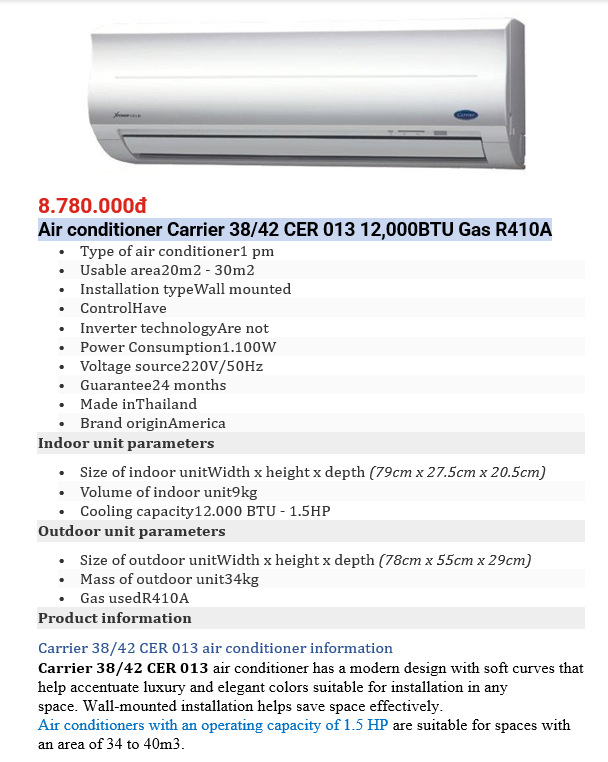 Carrier
8.780.000đ
Air conditioner Carrier 38/42 CER 013 12,000BTU Gas R410A
• Type of air conditioner1 pm
• Usable area20m2 - 30m2
• Installation typeWall mounted
• ControlHave
• Inverter technologyAre not
• Power Consumption1.100W
• Voltage source220V/50Hz
• Guarantee24 months
• Made inThailand
• Brand originAmerica
Indoor unit parameters
• Size of indoor unitWidth x height x depth (79cm x 27.5cm x 20.5cm)
• Volume of indoor unit9kg
• Cooling capacity12.000 BTU - 1.5HP
Outdoor unit parameters
• Size of outdoor unitWidth x height x depth (78cm x 55cm x 29cm)
• Mass of outdoor unit34kg
• Gas usedR410A
Product information
Carrier 38/42 CER 013 air conditioner information
Carrier 38/42 CER 013 air conditioner has a modern design with soft curves that
help accentuate luxury and elegant colors suitable for installation in any
space. Wall-mounted installation helps save space effectively.
Air conditioners with an operating capacity of 1.5 HP are suitable for spaces with
an area of 34 to 40m3.